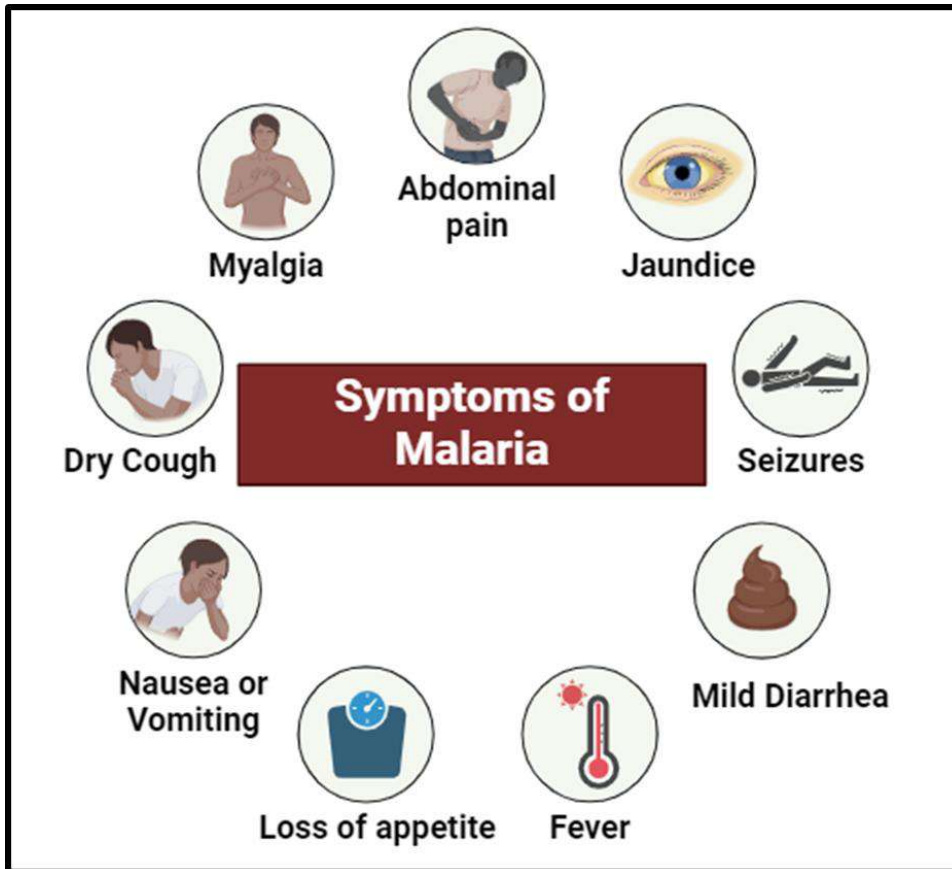 Abdominal
pain
Myalgia
Jaundice
Symptoms of
Malaria
Dry Cough
Seizures
Nausea or
Vomiting
Mild Diarrhea
Loss of appetite
Fever